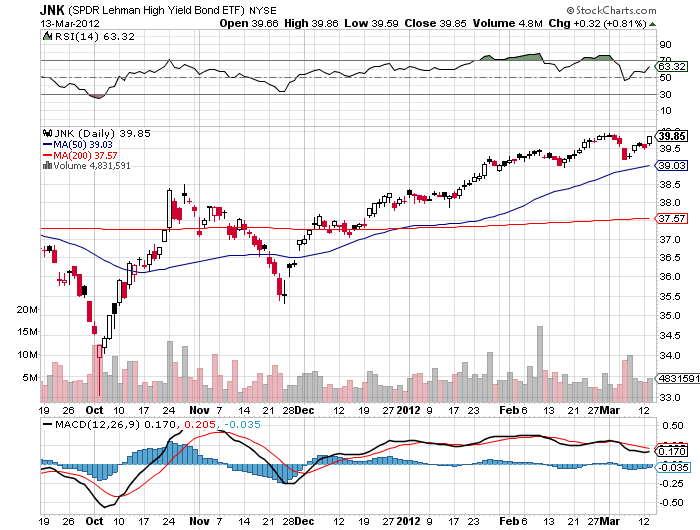 JNK (SPDR Lehman High Yield Bond ETF) NYSE
© StockCharts.com
13-Mar-2012
Open 39.66 High 39.86 Low 39.59 Close 39.85 Volume 4.8M Chg +0.32 (+0.81%)
RSI(14) 63.32
90
70
63.32
50
30
10
JNK (Daily) 39.85
MA(50) 39.03
MA(200) 37.57
Volume 4,831,591
39.85
39.5
39.03
38.5
38.0
37.57
37.0
36.5
36.0
35.5
35.0
34.5
34.0
33.0
20M
15M
10M
5M
4831591
19 26 Oct 10 17 24 Nov 7 14 21 28 Dec 12 19 27 2012 9 17 23 Feb 6 13 21 27 Mar 12
MACD(12,26,9) 0.170, 0.205, -0.035
0.50
0.170
-0.035
-0.25
-0.50
19 26 Oct 10 17 24 Nov 7 14 21 28 Dec 12 19 27 2012 9 17 23 Feb 6 13 21 27 Mar 12